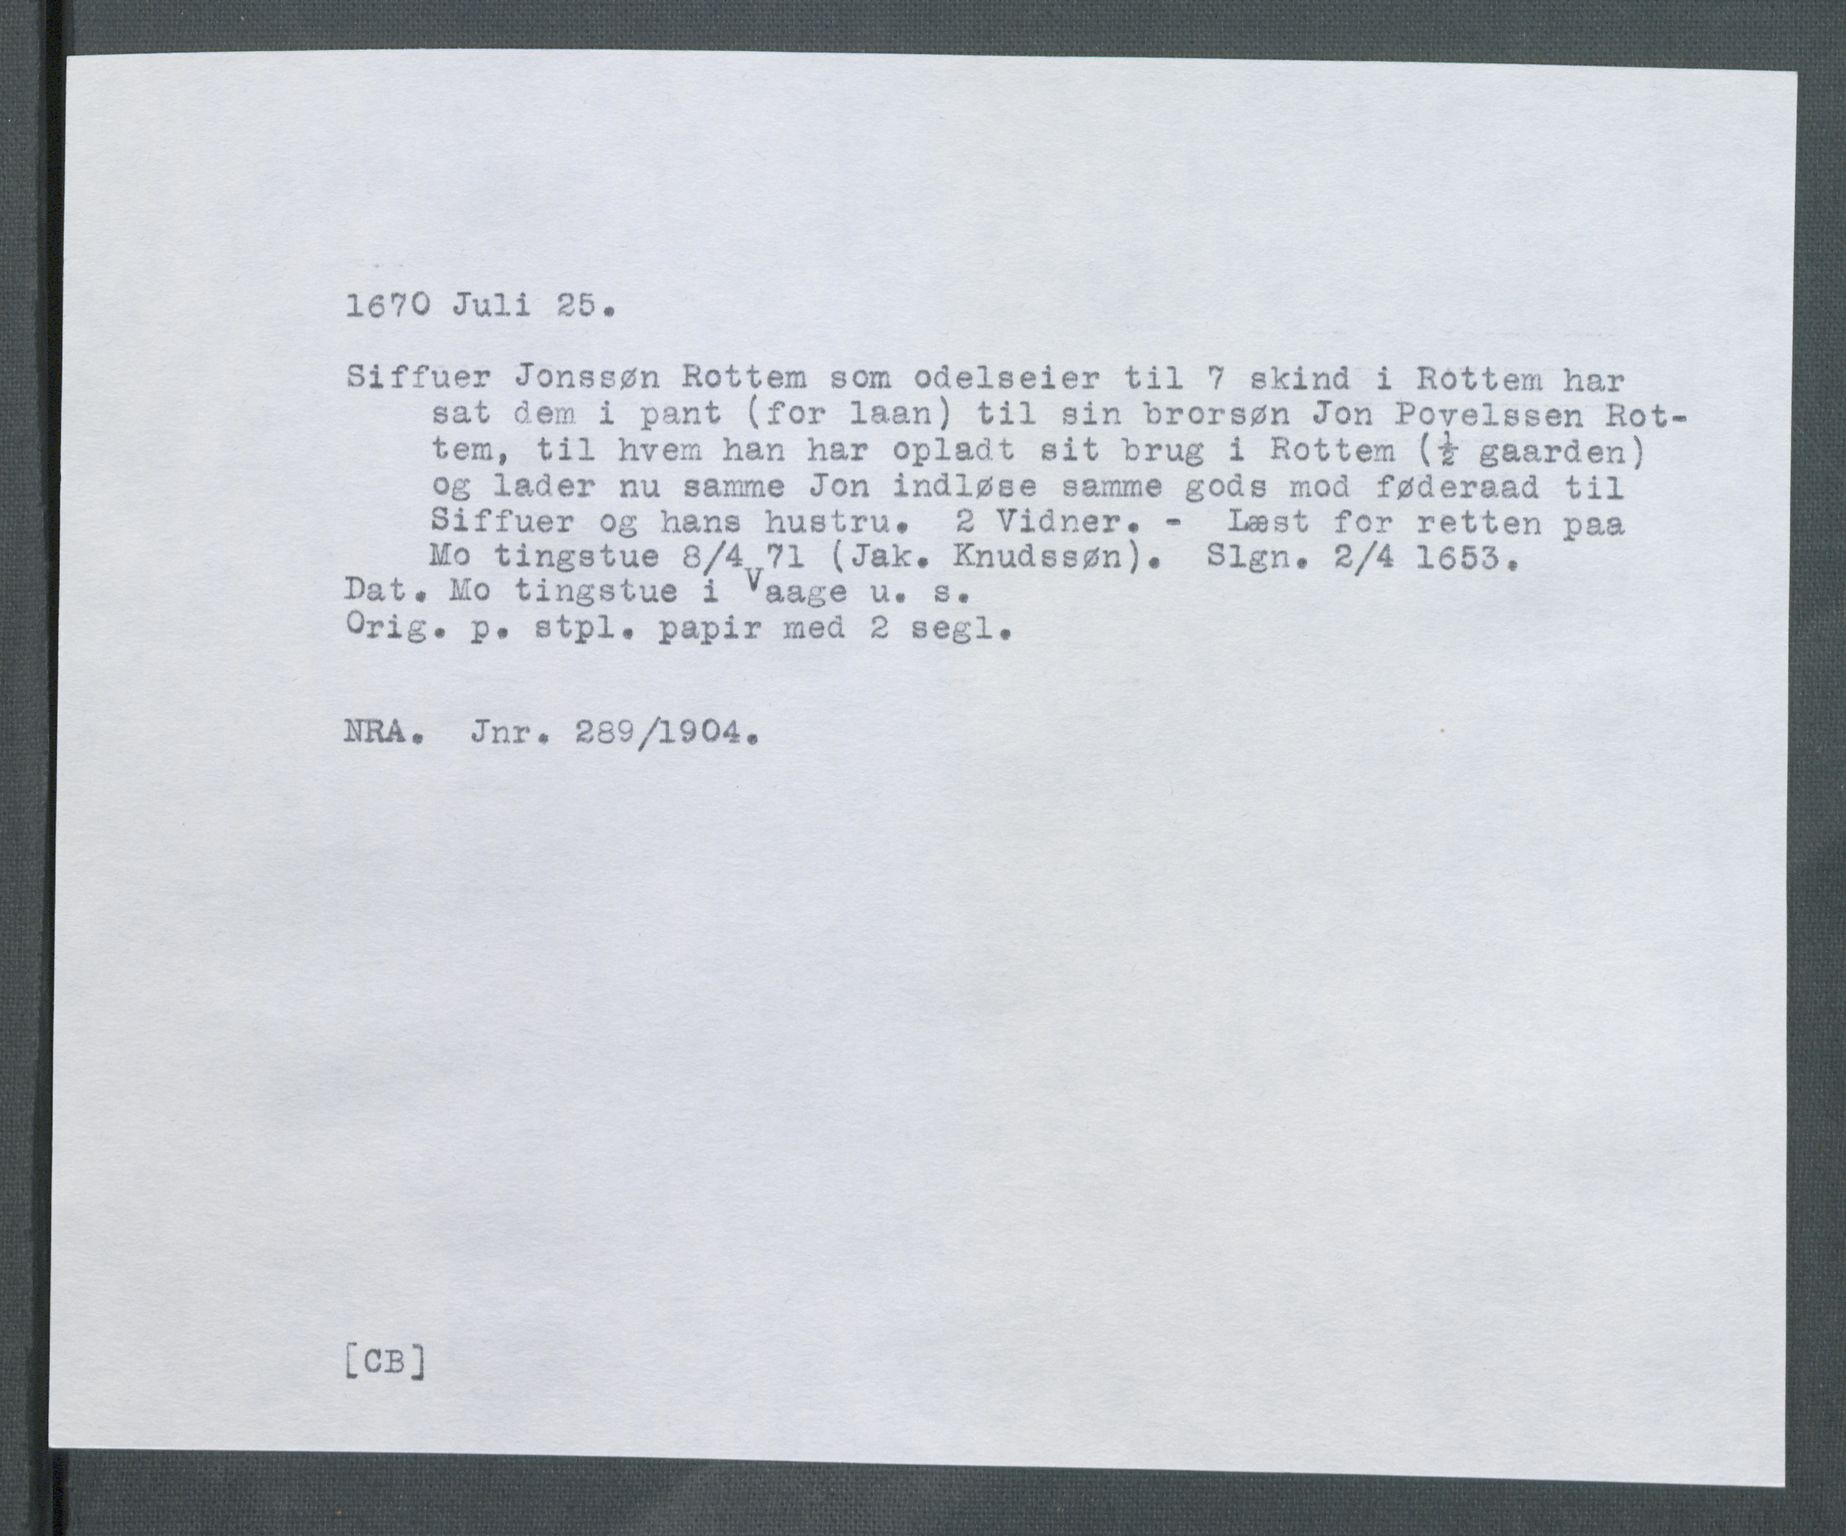 1670 Juli 25.
Siffuer Jonssøn Rottem som odelseier til 7 skind i Rottem har
sat dem i pant (for laan) til sin brorsøn Jon Povelssen Rot-
tem, til hvem han har opladt sit brug i Rottem (½ gaarden)
og lader nu samme Jon indløse samme gods mod føderaad til
Siffuer og hans hustru. 2 Vidner. - Læst for retten paa
Mo tingstue 8/4 71 (Jak. Knudssøn). Slgn. 2/4 1653.
Dat. Mo tingstue i Vaage u. s.
Orig. p. stpl. papir med 2 segl.
NRA. Jnr. 289/1904.
[CB]